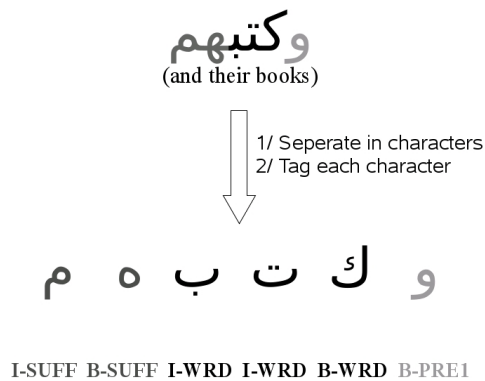 وكتبهم
(and their books)
1/ Seperate in characters
2/ Tag each character
و ك ت ب ه م
I-SUFF B-SUFF I-WRD I-WRD B-WRD B-PRE1